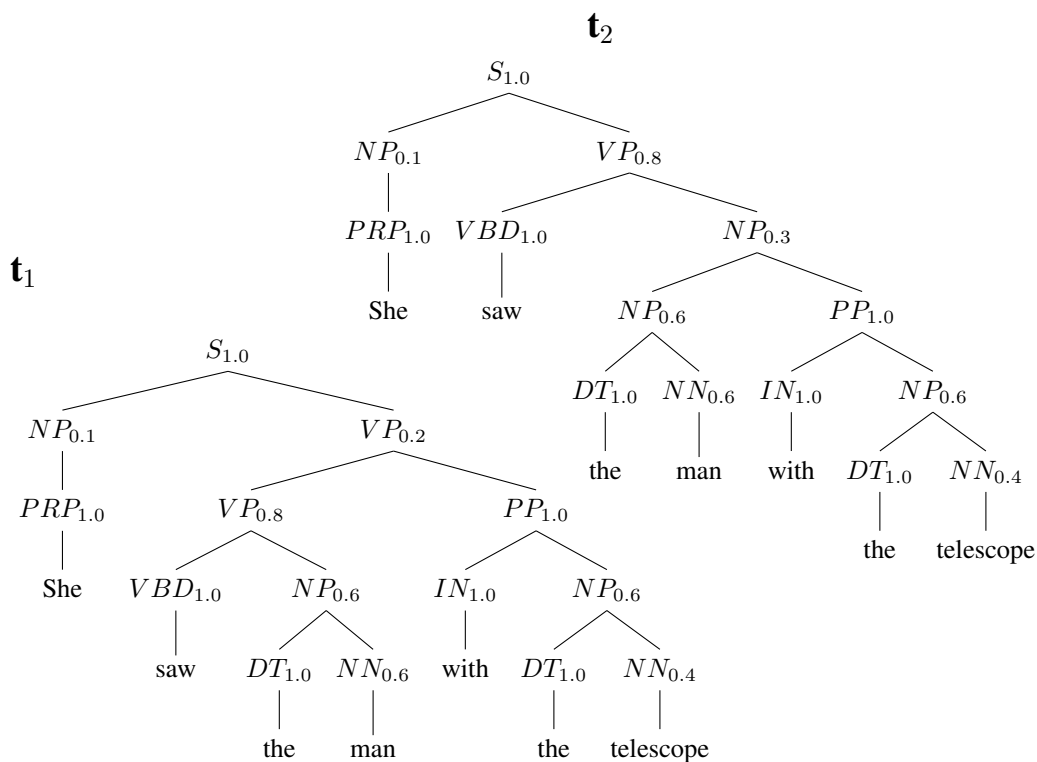 t₂
S₁.₀
NP₀.₁ VP₀.₈
PRP₁.₀ VBD₁.₀ NP₀.₃
She saw NP₀.₆ PP₁.₀
DT₁.₀ NN₀.₆ IN₁.₀ NP₀.₆
the man with DT₁.₀ NN₀.₄
the telescope
t₁
S₁.₀
NP₀.₁ VP₀.₂
PRP₁.₀ VP₀.₈ PP₁.₀
She VBD₁.₀ NP₀.₆ IN₁.₀ NP₀.₆
saw DT₁.₀ NN₀.₆ with DT₁.₀ NN₀.₄
the man the telescope